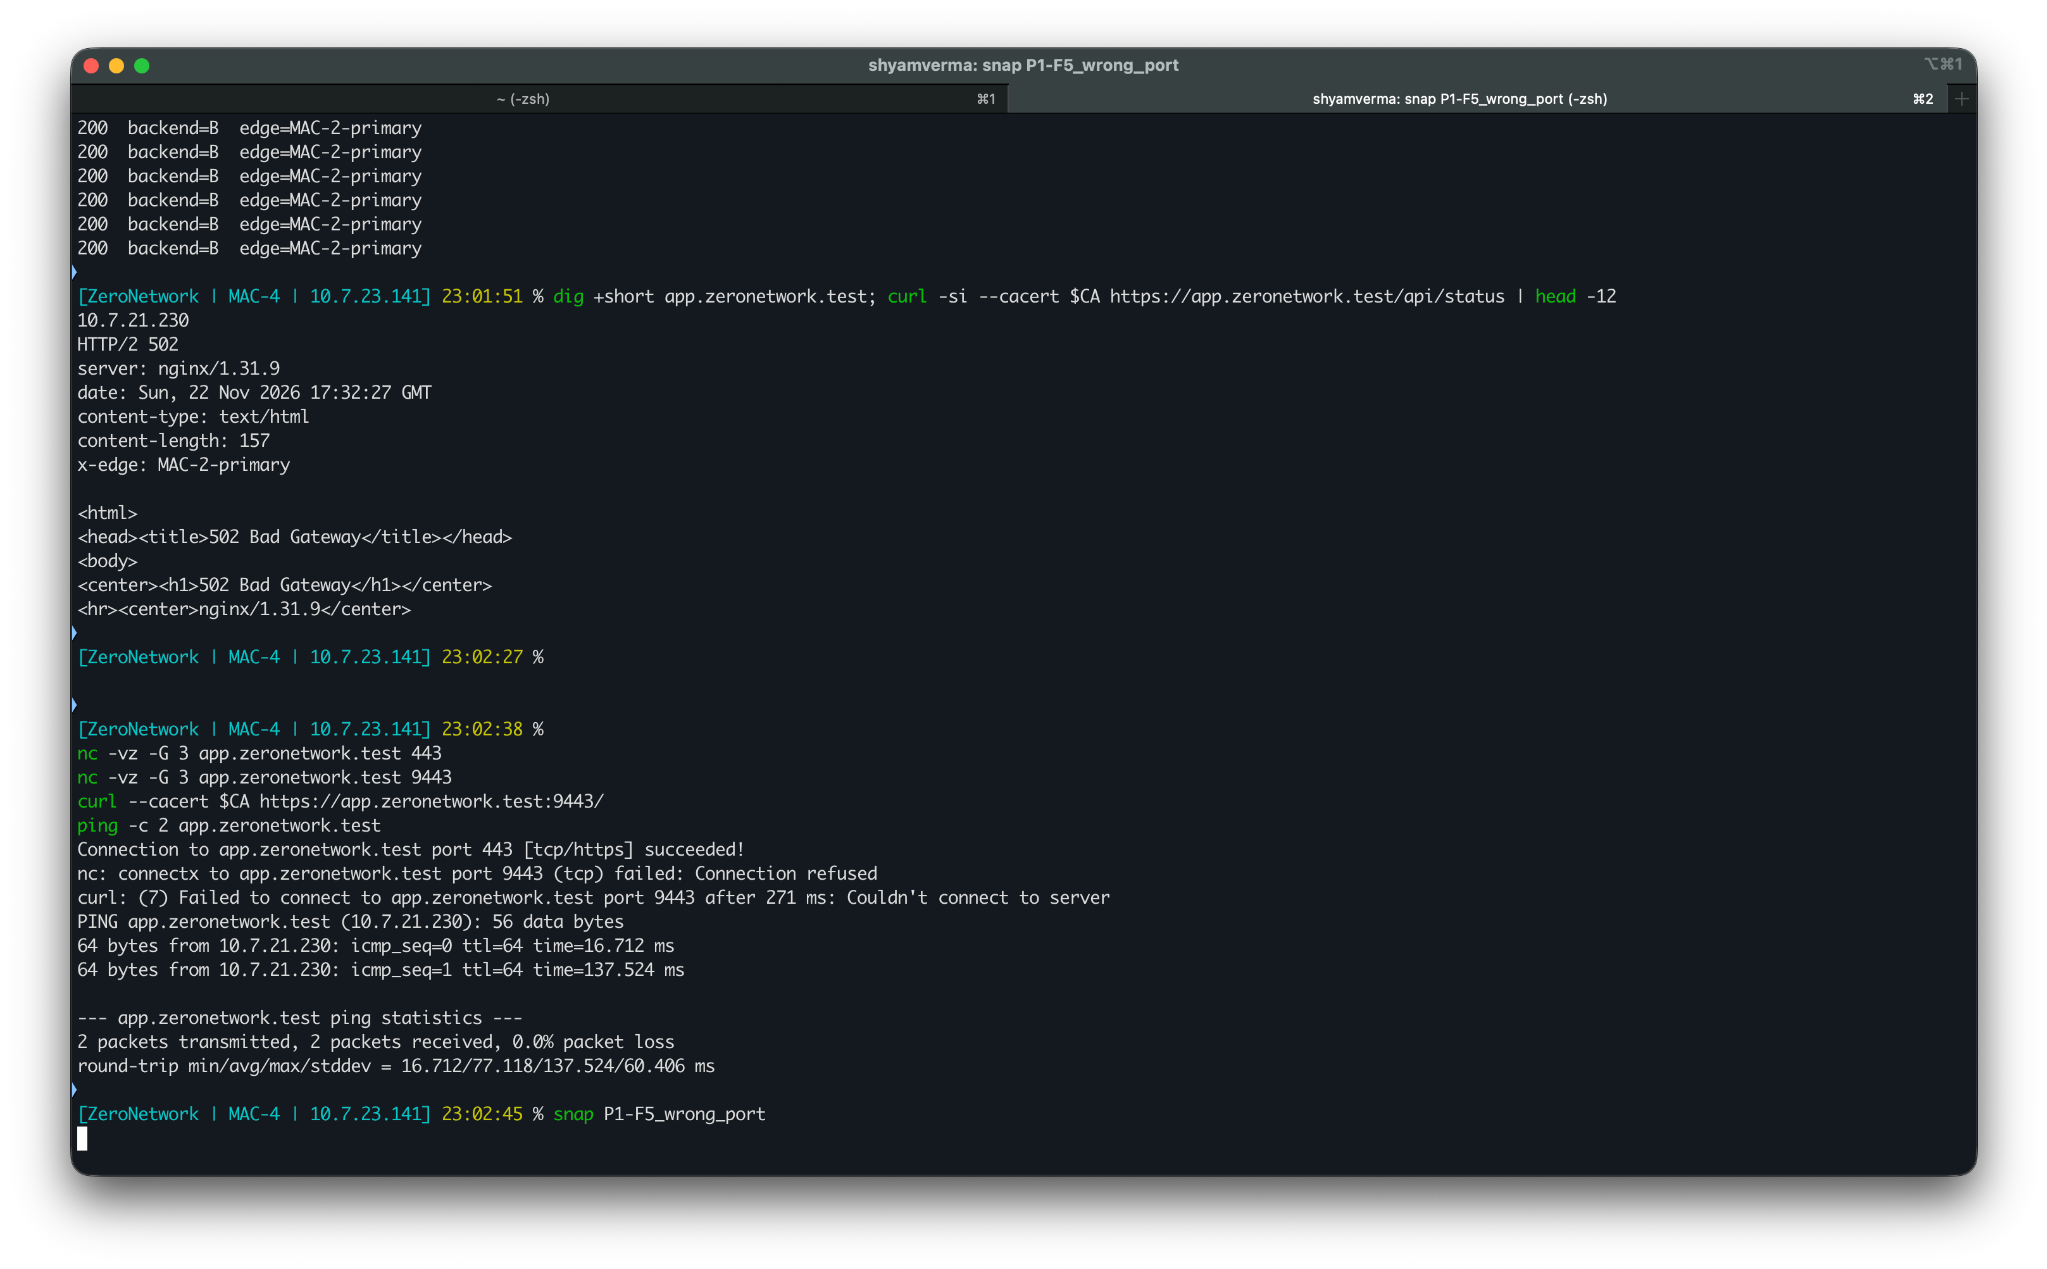 shyamverma: snap P1-F5_wrong_port
⌥⌘1
~ (-zsh)
⌘1
shyamverma: snap P1-F5_wrong_port (-zsh)
⌘2
200  backend=B  edge=MAC-2-primary
200  backend=B  edge=MAC-2-primary
200  backend=B  edge=MAC-2-primary
200  backend=B  edge=MAC-2-primary
200  backend=B  edge=MAC-2-primary
200  backend=B  edge=MAC-2-primary
[ZeroNetwork | MAC-4 | 10.7.23.141] 23:01:51 % dig +short app.zeronetwork.test; curl -si --cacert $CA https://app.zeronetwork.test/api/status | head -12
10.7.21.230
HTTP/2 502
server: nginx/1.31.9
date: Sun, 22 Nov 2026 17:32:27 GMT
content-type: text/html
content-length: 157
x-edge: MAC-2-primary
<html>
<head><title>502 Bad Gateway</title></head>
<body>
<center><h1>502 Bad Gateway</h1></center>
<hr><center>nginx/1.31.9</center>
[ZeroNetwork | MAC-4 | 10.7.23.141] 23:02:27 %
[ZeroNetwork | MAC-4 | 10.7.23.141] 23:02:38 %
nc -vz -G 3 app.zeronetwork.test 443
nc -vz -G 3 app.zeronetwork.test 9443
curl --cacert $CA https://app.zeronetwork.test:9443/
ping -c 2 app.zeronetwork.test
Connection to app.zeronetwork.test port 443 [tcp/https] succeeded!
nc: connectx to app.zeronetwork.test port 9443 (tcp) failed: Connection refused
curl: (7) Failed to connect to app.zeronetwork.test port 9443 after 271 ms: Couldn't connect to server
PING app.zeronetwork.test (10.7.21.230): 56 data bytes
64 bytes from 10.7.21.230: icmp_seq=0 ttl=64 time=16.712 ms
64 bytes from 10.7.21.230: icmp_seq=1 ttl=64 time=137.524 ms
--- app.zeronetwork.test ping statistics ---
2 packets transmitted, 2 packets received, 0.0% packet loss
round-trip min/avg/max/stddev = 16.712/77.118/137.524/60.406 ms
[ZeroNetwork | MAC-4 | 10.7.23.141] 23:02:45 % snap P1-F5_wrong_port